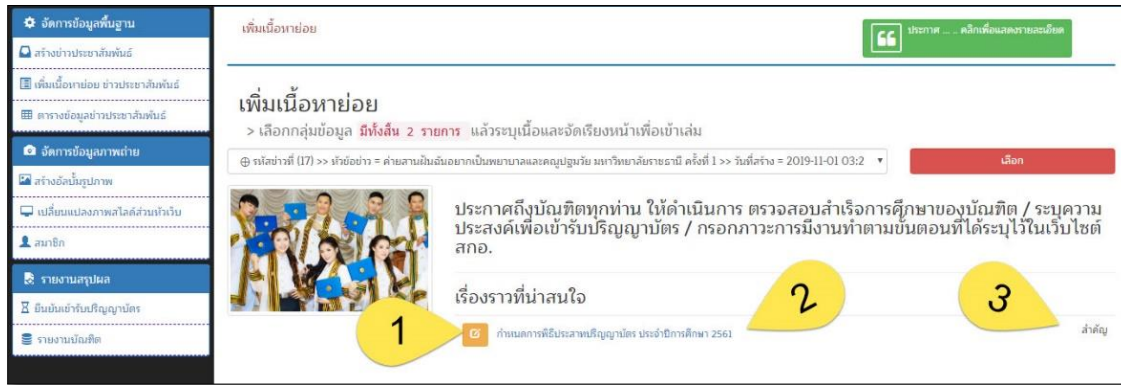 จัดการข้อมูลพื้นฐาน
สร้างข่าวประชาสัมพันธ์
เพิ่มเนื้อหาย่อย ข่าวประชาสัมพันธ์
ตารางข้อมูลข่าวประชาสัมพันธ์
จัดการข้อมูลภาพถ่าย
สร้างอัลบั้มรูปภาพ
เปลี่ยนแปลงภาพสไลด์ส่วนหัวเว็บ
สมาชิก
รายงานสรุปผล
ยืนยันเข้ารับปริญญาบัตร
รายงานบัณฑิต
เพิ่มเนื้อหาย่อย
ประกาศ ... .. คลิกเพื่อแสดงรายละเอียด
เพิ่มเนื้อหาย่อย
> เลือกกลุ่มข้อมูล มีทั้งสิ้น 2 รายการ แล้วระบุเนื้อและจัดเรียงหน้าเพื่อเข้าเล่ม
รหัสข่าวที่ (17) >> หัวข้อข่าว = ค่ายสานฝันฉันอยากเป็นพยาบาลและครูปฐมวัย มหาวิทยาลัยราชธานี ครั้งที่ 1 >> วันที่สร้าง = 2019-11-01 03:2
เลือก
ประกาศถึงบัณฑิตทุกท่าน ให้ดำเนินการ ตรวจสอบสำเร็จการศึกษาของบัณฑิต / ระบุความ
ประสงค์เพื่อเข้ารับปริญญาบัตร / กรอกภาวะการมีงานทำตามขั้นตอนที่ได้ระบุไว้ในเว็บไซต์
สกอ.
เรื่องราวที่น่าสนใจ
1
กำหนดการพิธีประสาทปริญญาบัตร ประจำปีการศึกษา 2561
2
3
สำคัญ